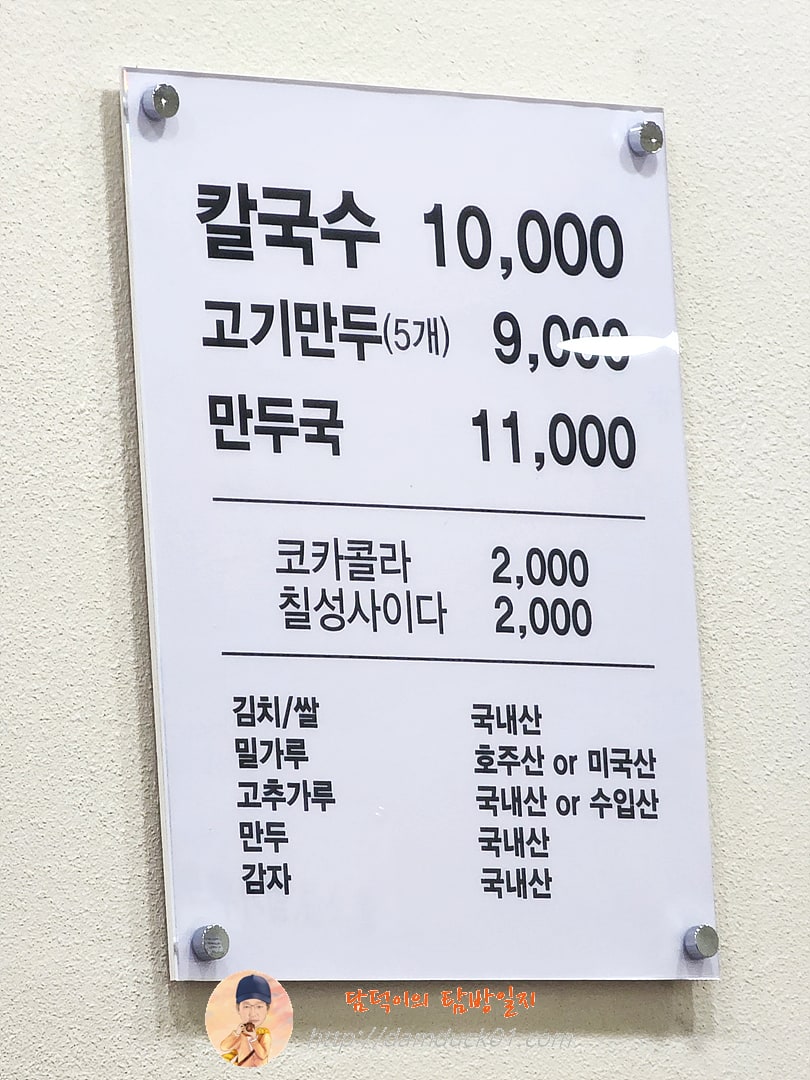 칼국수 10,000
고기만두(5개) 9,000
만두국 11,000
코카콜라 2,000
칠성사이다 2,000
김치/쌀 국내산
밀가루 호주산 or 미국산
고추가루 국내산 or 수입산
만두 국내산
감자 국내산
담덕이의 탐방일지
http://damduck01.com